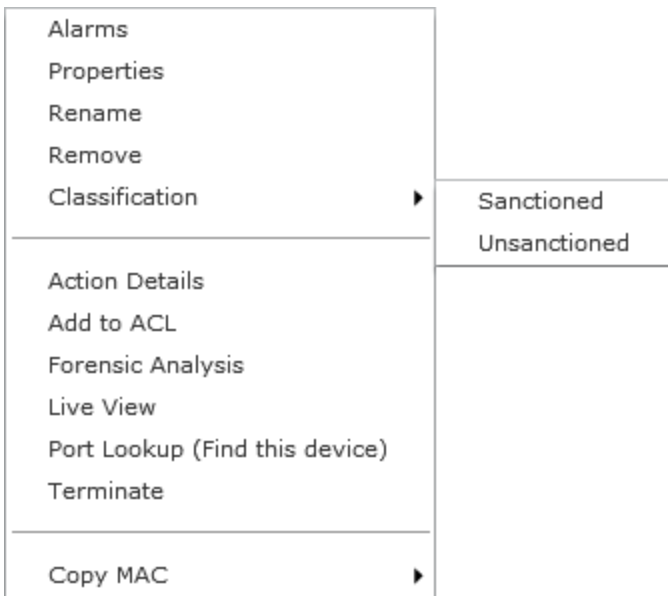 Alarms
Properties
Rename
Remove
Classification
Sanctioned
Unsanctioned
Action Details
Add to ACL
Forensic Analysis
Live View
Port Lookup (Find this device)
Terminate
Copy MAC